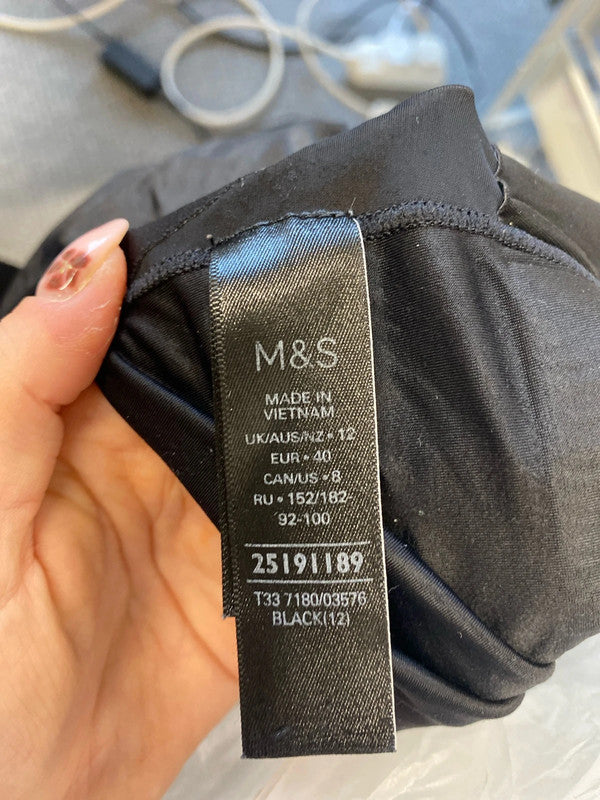 M&S
MADE IN
VIETNAM
UK/AUS/NZ • 12
EUR • 40
CAN/US • 8
RU • 152/182-
92-100
25191189
T33 7180/03576
BLACK(12)